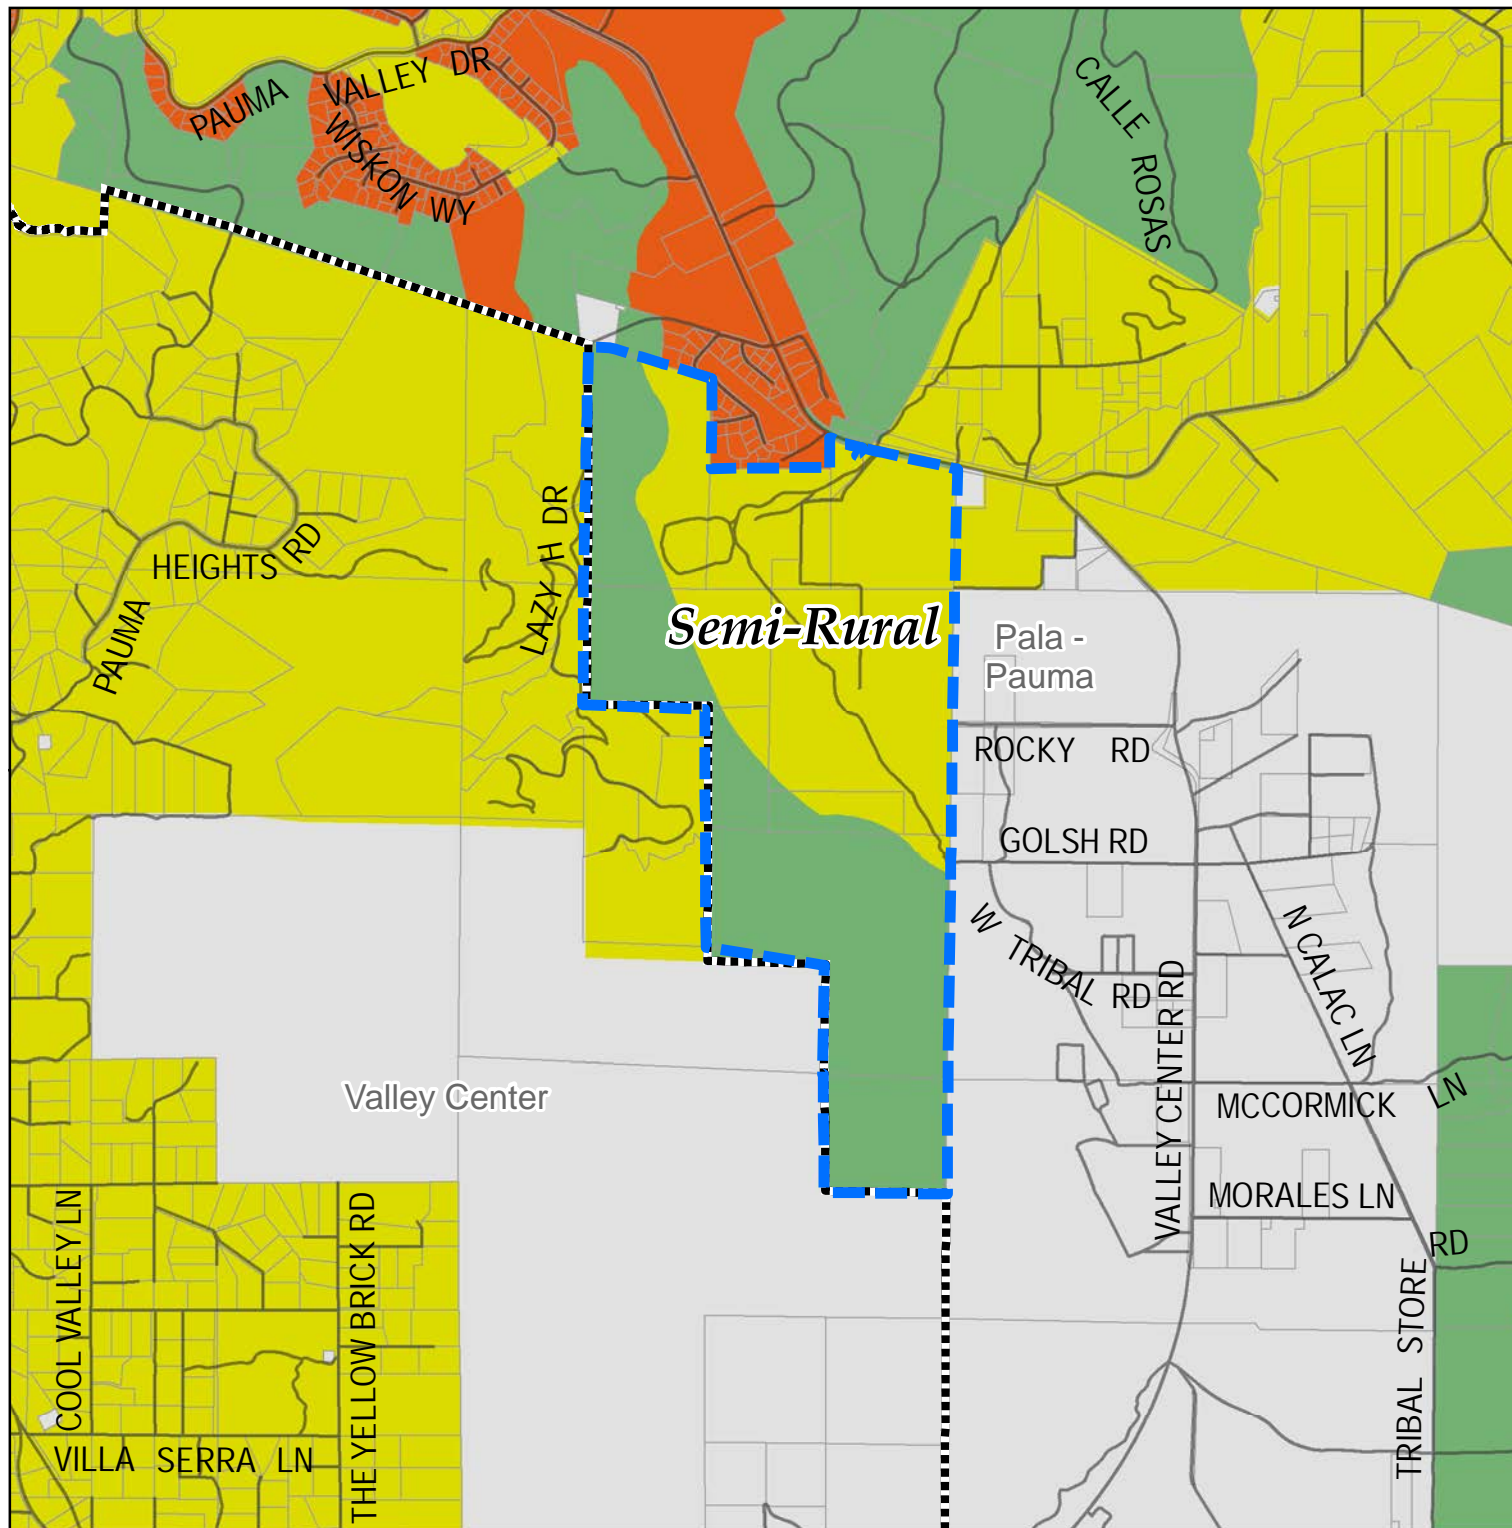 PAUMA VALLEY DR
WISKON WY
CALLE ROSAS
LAZY H DR
PAUMA HEIGHTS RD
Semi-Rural
Pala -
Pauma
ROCKY RD
GOLSH RD
W TRIBAL RD
N CALAC LN
VALLEY CENTER RD
Valley Center
MCCORMICK LN
MORALES LN
COOL VALLEY LN
THE YELLOW BRICK RD
TRIBAL STORE RD
VILLA SERRA LN